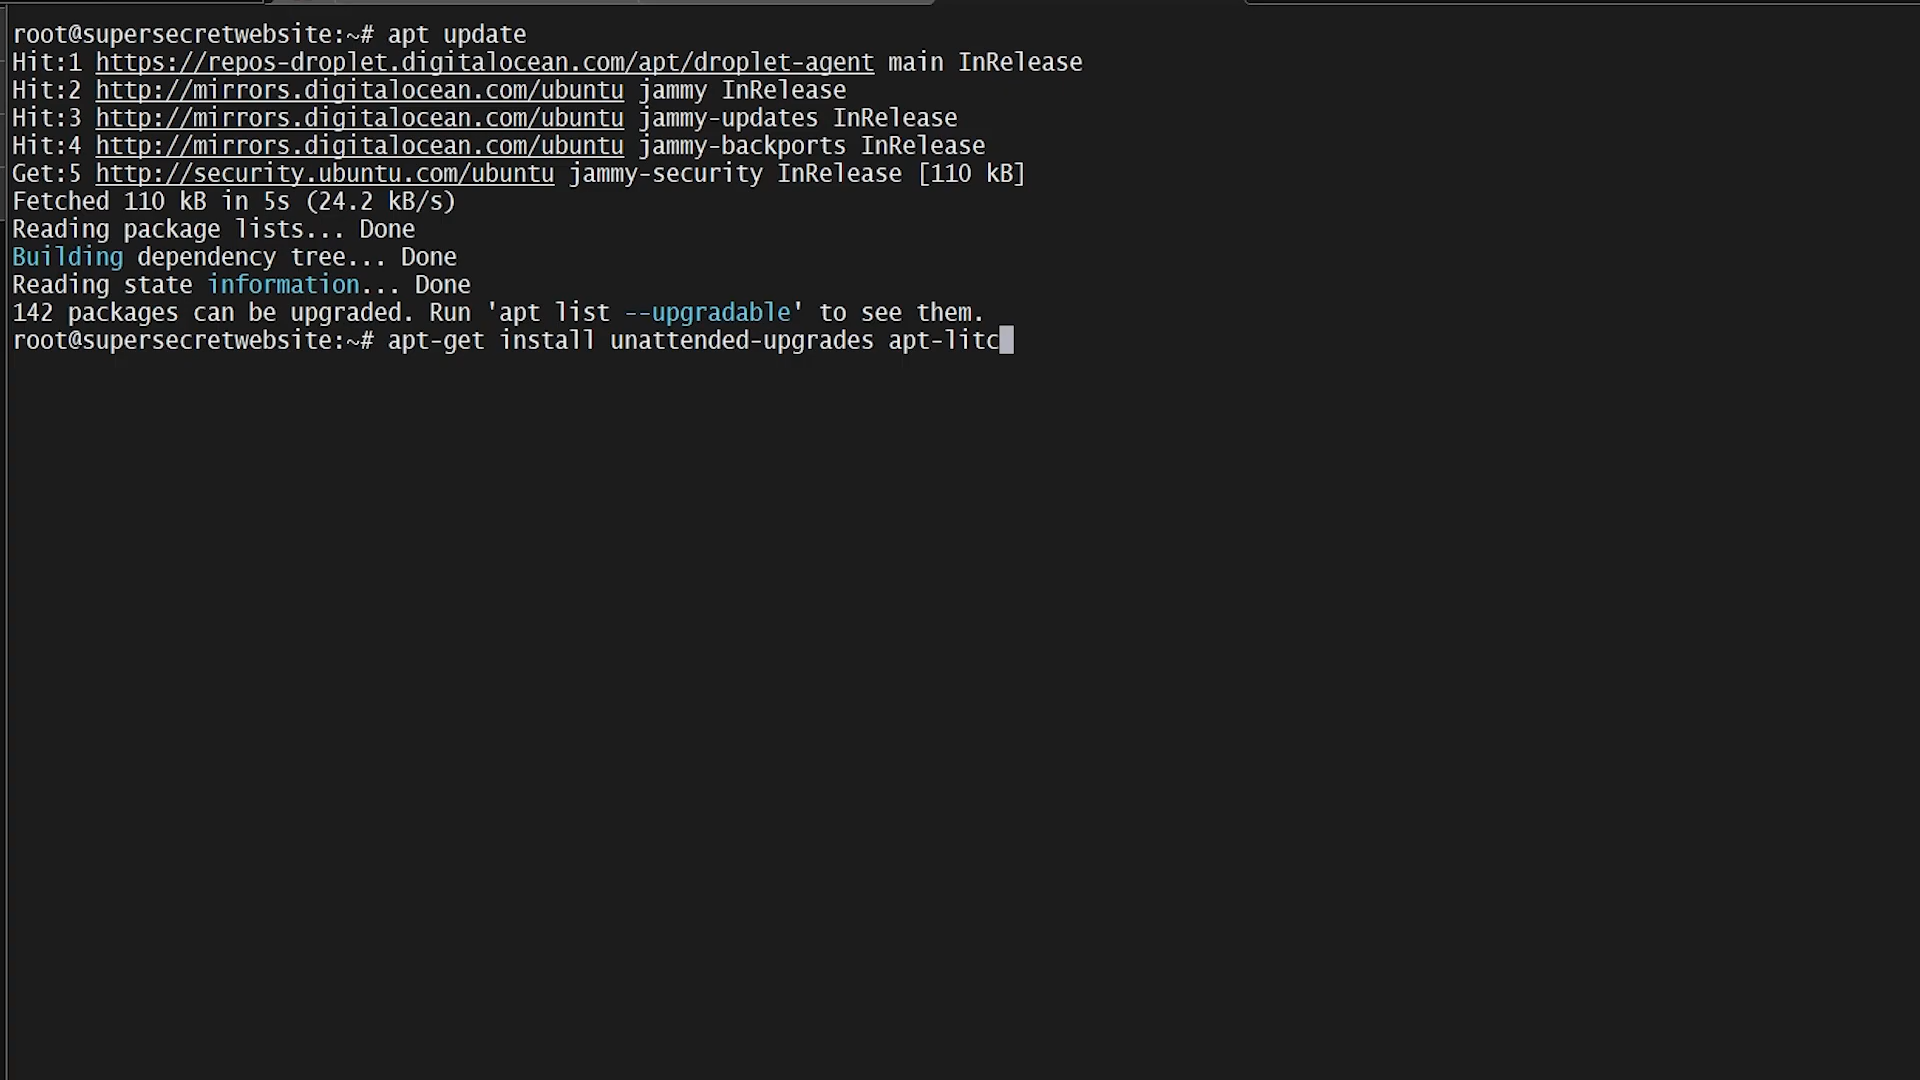 root@supersecretwebsite:~# apt update
Hit:1 https://repos-droplet.digitalocean.com/apt/droplet-agent main InRelease
Hit:2 http://mirrors.digitalocean.com/ubuntu jammy InRelease
Hit:3 http://mirrors.digitalocean.com/ubuntu jammy-updates InRelease
Hit:4 http://mirrors.digitalocean.com/ubuntu jammy-backports InRelease
Get:5 http://security.ubuntu.com/ubuntu jammy-security InRelease [110 kB]
Fetched 110 kB in 5s (24.2 kB/s)
Reading package lists... Done
Building dependency tree... Done
Reading state information... Done
142 packages can be upgraded. Run 'apt list --upgradable' to see them.
root@supersecretwebsite:~# apt-get install unattended-upgrades apt-litc